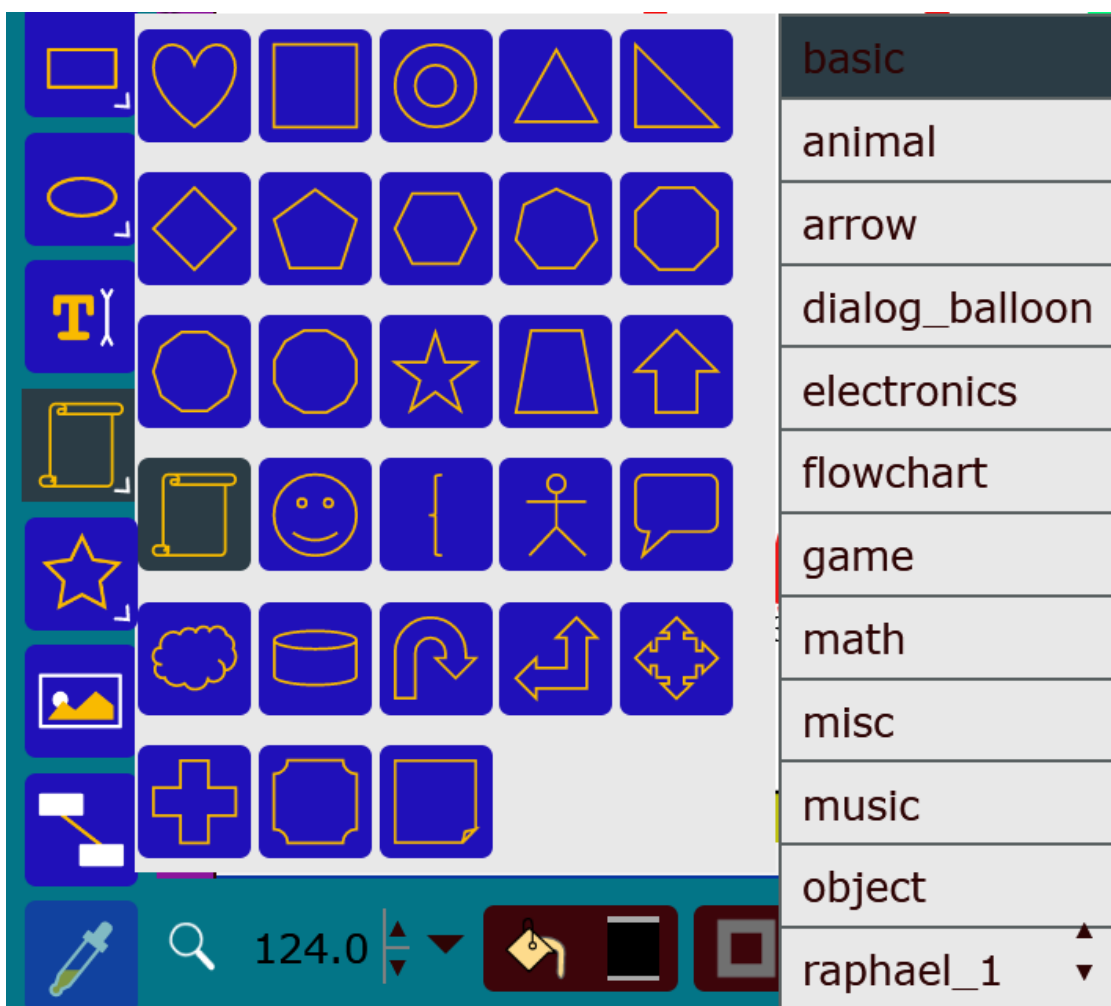 basic
animal
arrow
dialog_balloon
electronics
flowchart
game
math
misc
music
object
raphael_1
124.0